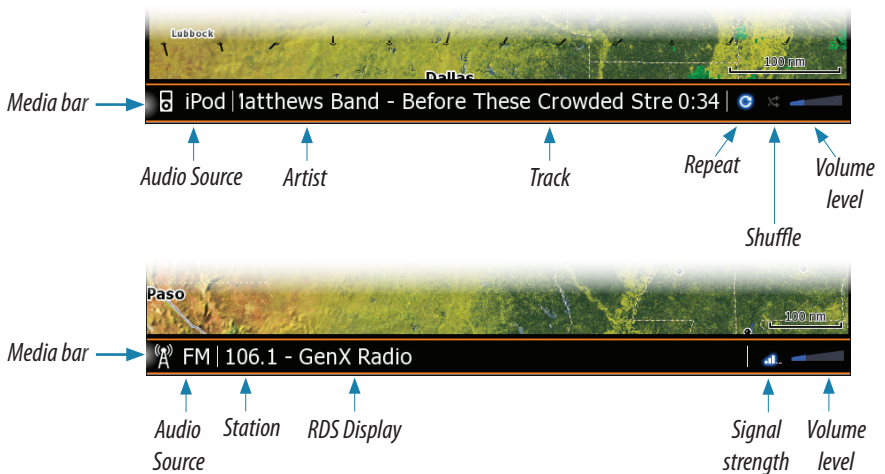 Lubbock
100 nm
Dallas
Media bar
iPod latthews Band - Before These Crowded Stre 0:34
Audio Source
Artist
Track
Repeat
Volume
level
Shuffle
Paso
100 nm
Media bar
FM 106.1 - GenX Radio
Audio
Source
Station
RDS Display
Signal
strength
Volume
level